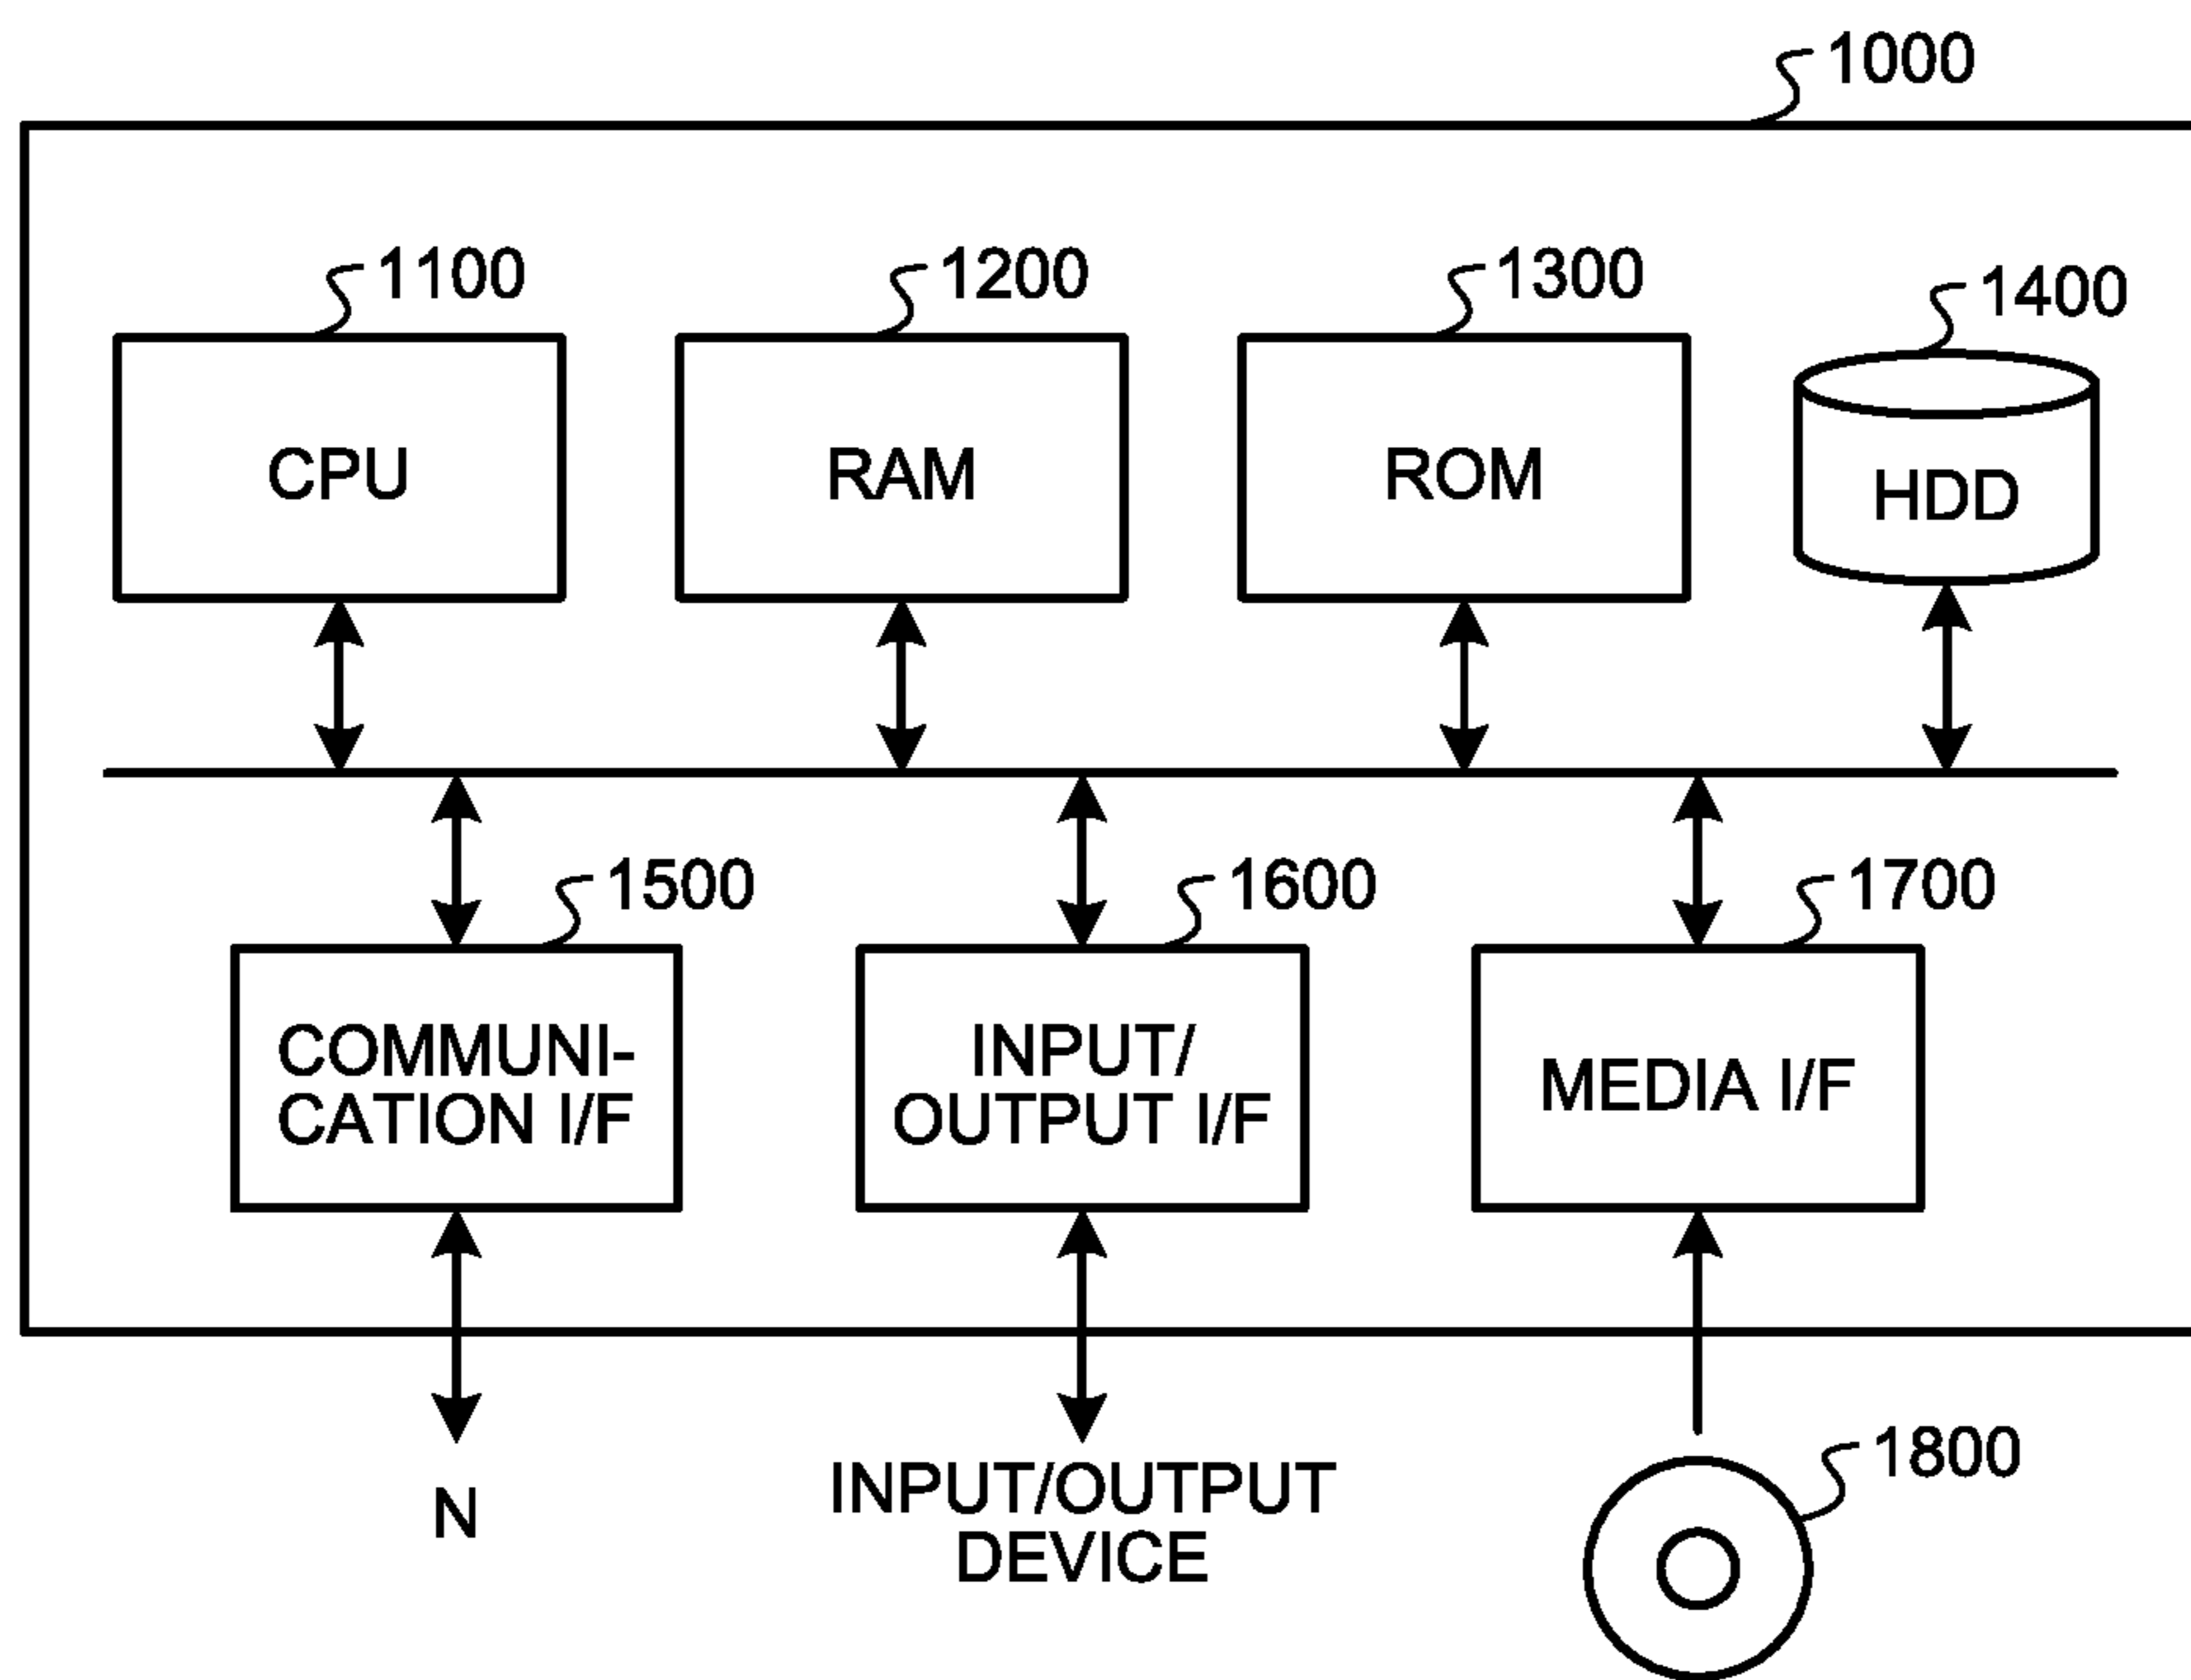 1000
1100
1200
1300
1400
CPU
RAM
ROM
HDD
1500
1600
1700
COMMUNI-
CATION I/F
INPUT/
OUTPUT I/F
MEDIA I/F
1800
N
INPUT/OUTPUT
DEVICE